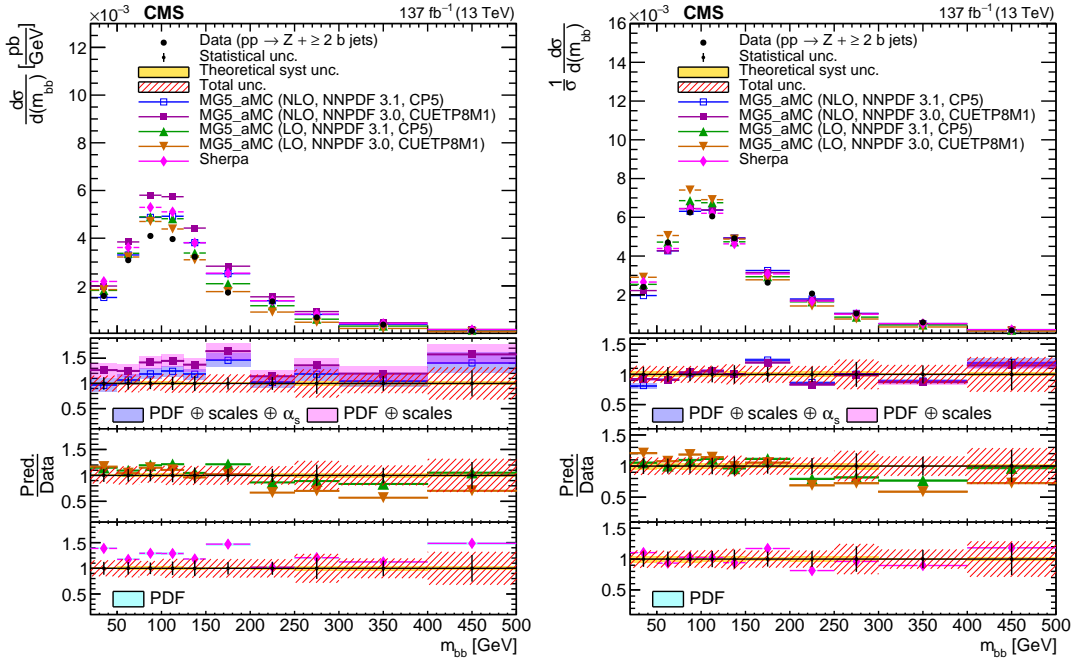 CMS 137 fb⁻¹ (13 TeV)
×10⁻³
dσ/d(m_bb) [pb/GeV]
12
10
8
6
4
2
Data (pp → Z + ≥ 2 b jets)
Statistical unc.
Theoretical syst unc.
Total unc.
MG5_aMC (NLO, NNPDF 3.1, CP5)
MG5_aMC (NLO, NNPDF 3.0, CUETP8M1)
MG5_aMC (LO, NNPDF 3.1, CP5)
MG5_aMC (LO, NNPDF 3.0, CUETP8M1)
Sherpa
1.5
1
0.5
PDF ⊕ scales ⊕ α_s PDF ⊕ scales
Pred./Data
1.5
1
0.5
1.5
1
0.5
PDF
50 100 150 200 250 300 350 400 450 500
m_bb [GeV]
CMS 137 fb⁻¹ (13 TeV)
×10⁻³
1/σ dσ/d(m_bb)
16
14
12
10
8
6
4
2
Data (pp → Z + ≥ 2 b jets)
Statistical unc.
Theoretical syst unc.
Total unc.
MG5_aMC (NLO, NNPDF 3.1, CP5)
MG5_aMC (NLO, NNPDF 3.0, CUETP8M1)
MG5_aMC (LO, NNPDF 3.1, CP5)
MG5_aMC (LO, NNPDF 3.0, CUETP8M1)
Sherpa
1.5
1
0.5
PDF ⊕ scales ⊕ α_s PDF ⊕ scales
Pred./Data
1.5
1
0.5
1.5
1
0.5
PDF
50 100 150 200 250 300 350 400 450 500
m_bb [GeV]